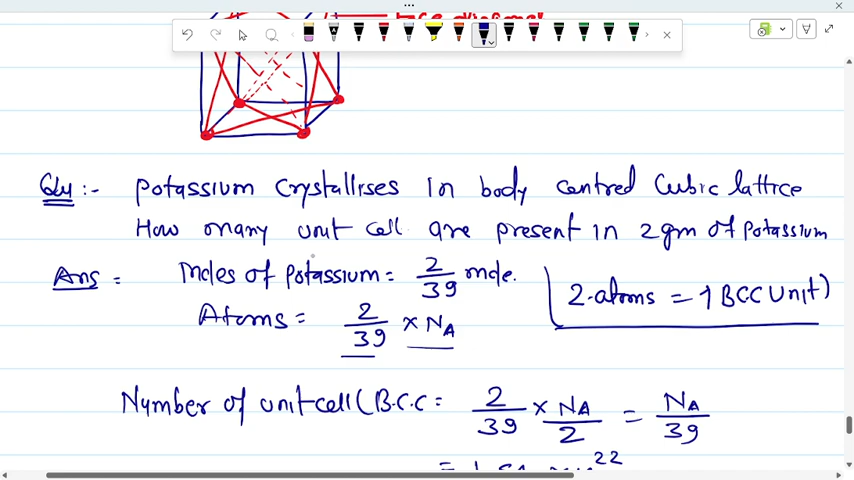 Qu:- Potassium Crystallises in body centred Cubic lattice
How many unit cell are present in 2gm of Potassium
Ans = Moles of Potassium = 2/39 mole.
2 atoms = 1 BCC Unit)
Atoms = 2/39 × NA
Number of unit cell (B.C.C = 2/39 × NA/2 = NA/39